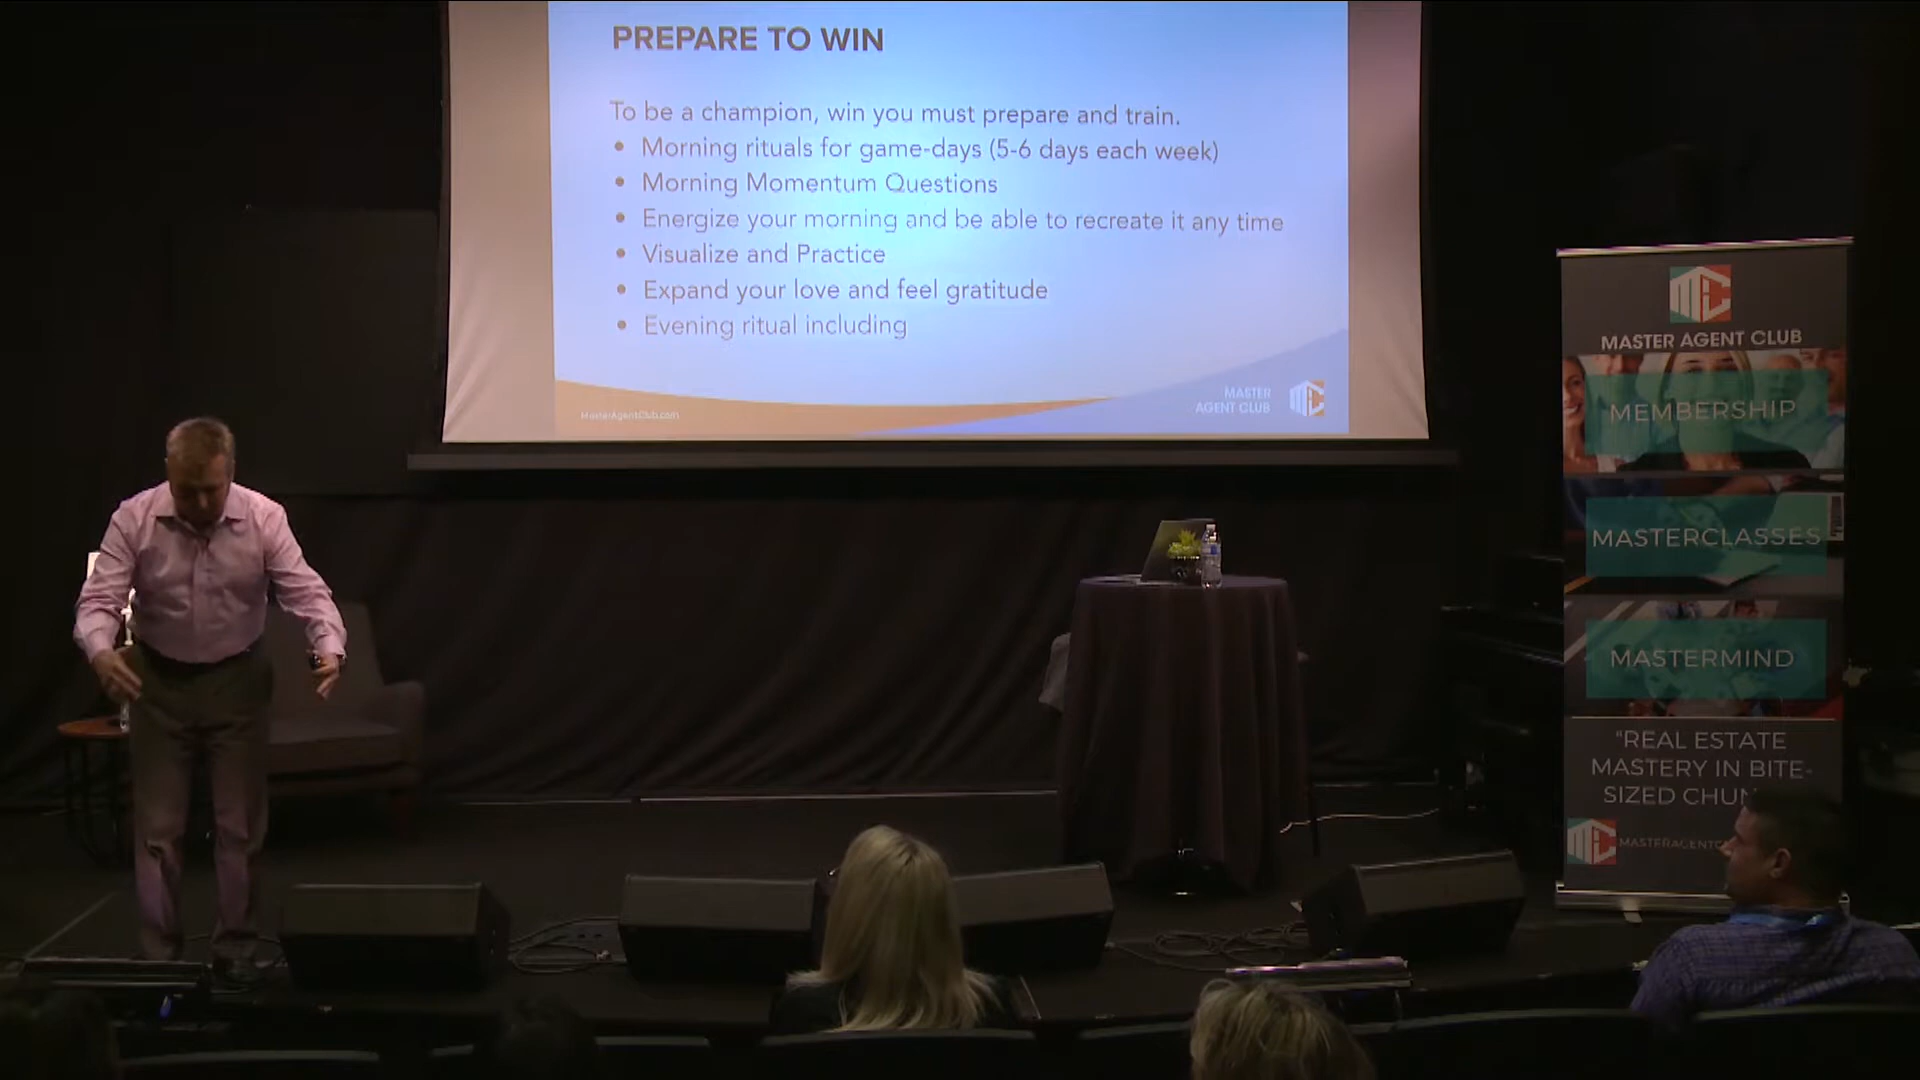 PREPARE TO WIN
To be a champion, win you must prepare and train.
• Morning rituals for game-days (5-6 days each week)
• Morning Momentum Questions
• Energize your morning and be able to recreate it any time
• Visualize and Practice
• Expand your love and feel gratitude
• Evening ritual including
MasterAgentClub.com
MASTER
AGENT CLUB
MASTER AGENT CLUB
MEMBERSHIP
MASTERCLASSES
MASTERMIND
"REAL ESTATE
MASTERY IN BITE-
SIZED CHUN
MASTERAGENTC